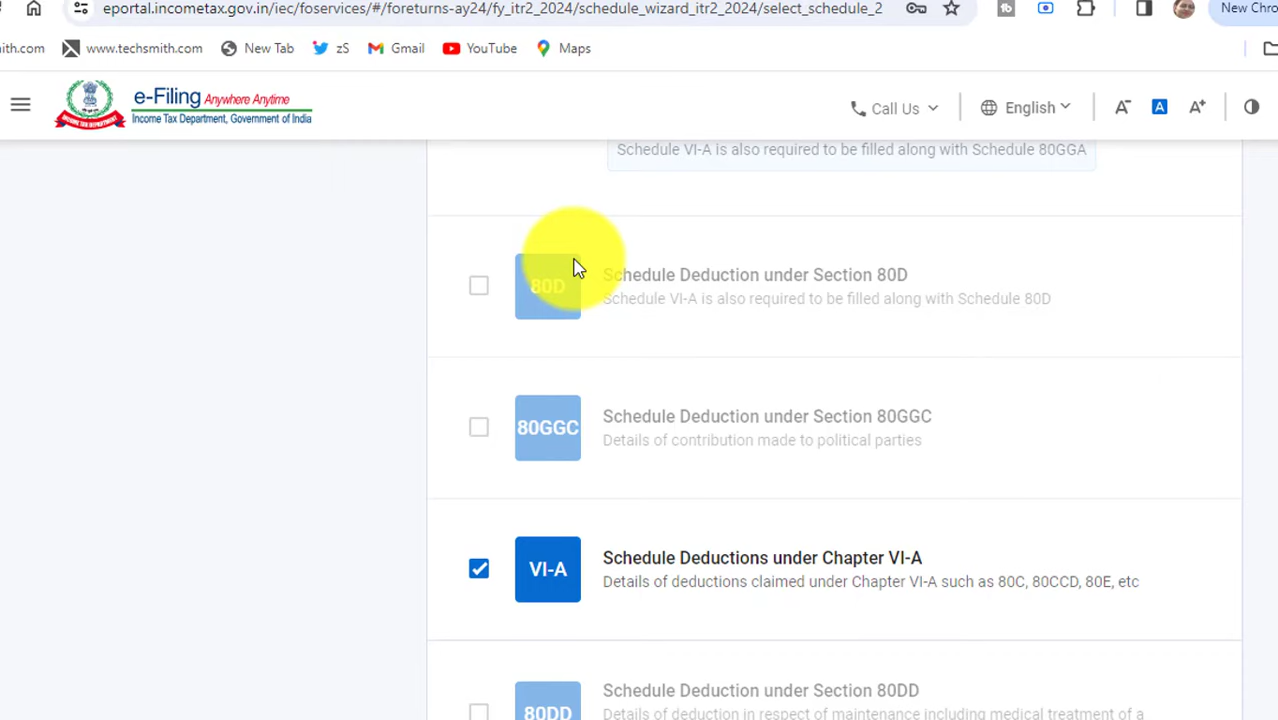 eportal.incometax.gov.in/iec/foservices/#/foreturns-ay24/fy_itr2_2024/schedule_wizard_itr2_2024/select_schedule_2
New Chro
ith.com www.techsmith.com New Tab zS Gmail YouTube Maps
e-Filing Anywhere Anytime
Income Tax Department, Government of India
Call Us English A- A A+
Schedule VI-A is also required to be filled along with Schedule 80GGA
80D
Schedule Deduction under Section 80D
Schedule VI-A is also required to be filled along with Schedule 80D
80GGC
Schedule Deduction under Section 80GGC
Details of contribution made to political parties
VI-A
Schedule Deductions under Chapter VI-A
Details of deductions claimed under Chapter VI-A such as 80C, 80CCD, 80E, etc
80DD
Schedule Deduction under Section 80DD
Details of deduction in respect of maintenance including medical treatment of a